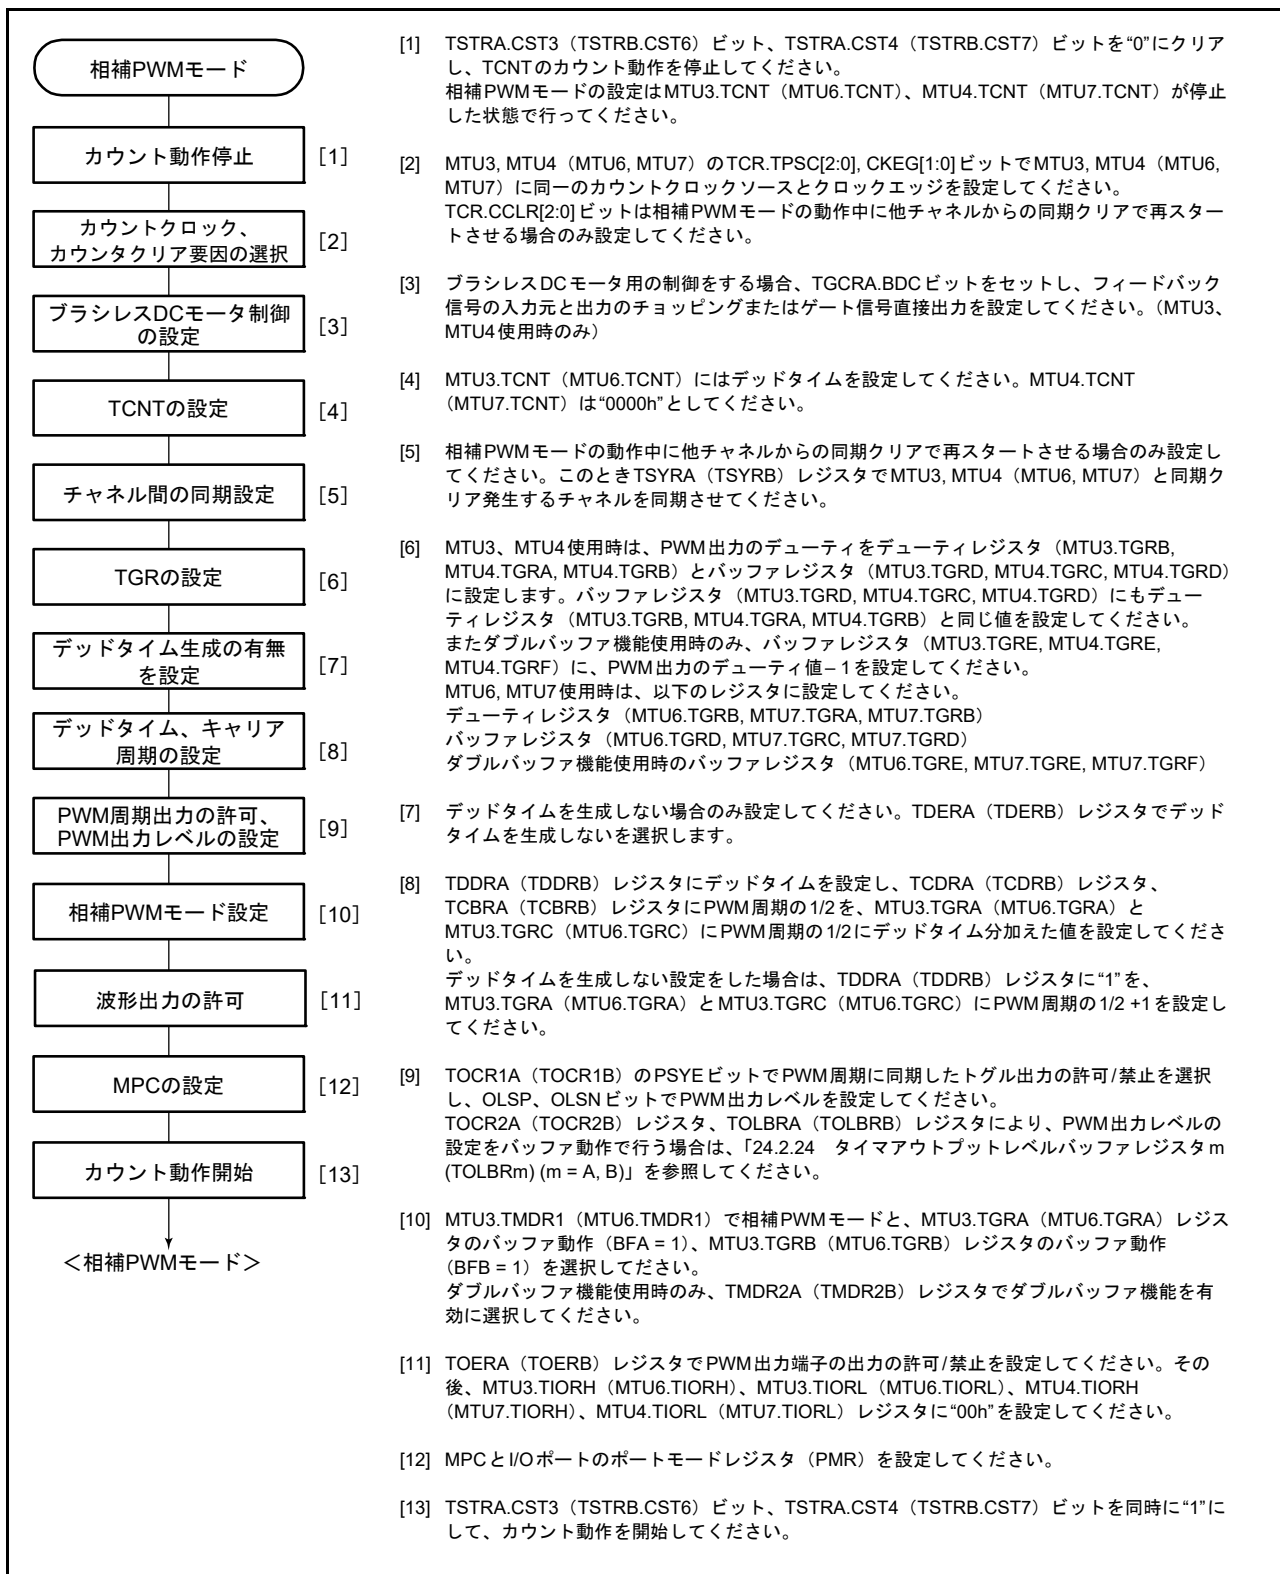 相補PWMモード
カウント動作停止
[1]
カウントクロック、
カウンタクリア要因の選択
[2]
ブラシレスDCモータ制御
の設定
[3]
TCNTの設定
[4]
チャネル間の同期設定
[5]
TGRの設定
[6]
デッドタイム生成の有無
を設定
[7]
デッドタイム、キャリア
周期の設定
[8]
PWM周期出力の許可、
PWM出力レベルの設定
[9]
相補PWMモード設定
[10]
波形出力の許可
[11]
MPCの設定
[12]
カウント動作開始
[13]
＜相補PWMモード＞
[1] TSTRA.CST3（TSTRB.CST6）ビット、TSTRA.CST4（TSTRB.CST7）ビットを“0”にクリア
し、TCNTのカウント動作を停止してください。
相補PWMモードの設定はMTU3.TCNT（MTU6.TCNT）、MTU4.TCNT（MTU7.TCNT）が停止
した状態で行ってください。
[2] MTU3, MTU4（MTU6, MTU7）のTCR.TPSC[2:0], CKEG[1:0]ビットでMTU3, MTU4（MTU6,
MTU7）に同一のカウントクロックソースとクロックエッジを設定してください。
TCR.CCLR[2:0]ビットは相補PWMモードの動作中に他チャネルからの同期クリアで再スター
トさせる場合のみ設定してください。
[3] ブラシレスDCモータ用の制御をする場合、TGCRA.BDCビットをセットし、フィードバック
信号の入力元と出力のチョッピングまたはゲート信号直接出力を設定してください。（MTU3、
MTU4使用時のみ）
[4] MTU3.TCNT（MTU6.TCNT）にはデッドタイムを設定してください。MTU4.TCNT
（MTU7.TCNT）は“0000h”としてください。
[5] 相補PWMモードの動作中に他チャネルからの同期クリアで再スタートさせる場合のみ設定し
てください。このときTSYRA（TSYRB）レジスタでMTU3, MTU4（MTU6, MTU7）と同期ク
リア発生するチャネルを同期させてください。
[6] MTU3、MTU4使用時は、PWM出力のデューティをデューティレジスタ（MTU3.TGRB,
MTU4.TGRA, MTU4.TGRB）とバッファレジスタ（MTU3.TGRD, MTU4.TGRC, MTU4.TGRD）
に設定します。バッファレジスタ（MTU3.TGRD, MTU4.TGRC, MTU4.TGRD）にもデュー
ティレジスタ（MTU3.TGRB, MTU4.TGRA, MTU4.TGRB）と同じ値を設定してください。
またダブルバッファ機能使用時のみ、バッファレジスタ（MTU3.TGRE, MTU4.TGRE,
MTU4.TGRF）に、PWM出力のデューティ値－1を設定してください。
MTU6, MTU7使用時は、以下のレジスタに設定してください。
デューティレジスタ（MTU6.TGRB, MTU7.TGRA, MTU7.TGRB）
バッファレジスタ（MTU6.TGRD, MTU7.TGRC, MTU7.TGRD）
ダブルバッファ機能使用時のバッファレジスタ（MTU6.TGRE, MTU7.TGRE, MTU7.TGRF）
[7] デッドタイムを生成しない場合のみ設定してください。TDERA（TDERB）レジスタでデッド
タイムを生成しないを選択します。
[8] TDDRA（TDDRB）レジスタにデッドタイムを設定し、TCDRA（TCDRB）レジスタ、
TCBRA（TCBRB）レジスタにPWM周期の1/2を、MTU3.TGRA（MTU6.TGRA）と
MTU3.TGRC（MTU6.TGRC）にPWM周期の1/2にデッドタイム分加えた値を設定してくださ
い。
デッドタイムを生成しない設定をした場合は、TDDRA（TDDRB）レジスタに“1”を、
MTU3.TGRA（MTU6.TGRA）とMTU3.TGRC（MTU6.TGRC）にPWM周期の1/2 +1を設定し
てください。
[9] TOCR1A（TOCR1B）のPSYEビットでPWM周期に同期したトグル出力の許可/禁止を選択
し、OLSP、OLSNビットでPWM出力レベルを設定してください。
TOCR2A（TOCR2B）レジスタ、TOLBRA（TOLBRB）レジスタにより、PWM出力レベルの
設定をバッファ動作で行う場合は、「24.2.24 タイマアウトプットレベルバッファレジスタm
(TOLBRm) (m = A, B)」を参照してください。
[10] MTU3.TMDR1（MTU6.TMDR1）で相補PWMモードと、MTU3.TGRA（MTU6.TGRA）レジス
タのバッファ動作（BFA = 1）、MTU3.TGRB（MTU6.TGRB）レジスタのバッファ動作
（BFB = 1）を選択してださい。
ダブルバッファ機能使用時のみ、TMDR2A（TMDR2B）レジスタでダブルバッファ機能を有
効に選択してください。
[11] TOERA（TOERB）レジスタでPWM出力端子の出力の許可/禁止を設定してください。その
後、MTU3.TIORH（MTU6.TIORH）、MTU3.TIORL（MTU6.TIORL）、MTU4.TIORH
（MTU7.TIORH）、MTU4.TIORL（MTU7.TIORL）レジスタに“00h”を設定してください。
[12] MPCとI/Oポートのポートモードレジスタ（PMR）を設定してください。
[13] TSTRA.CST3（TSTRB.CST6）ビット、TSTRA.CST4（TSTRB.CST7）ビットを同時に“1”に
して、カウント動作を開始してください。